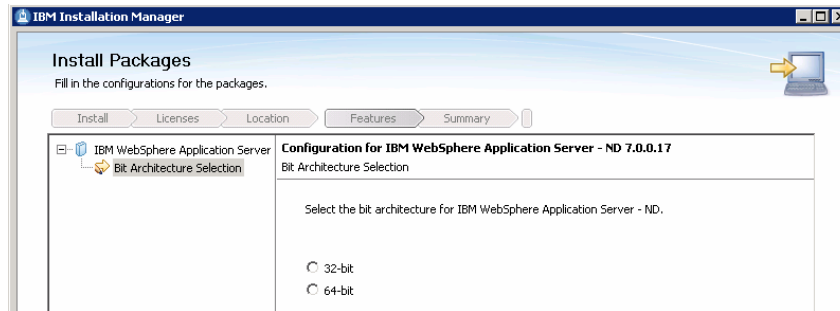 IBM Installation Manager
Install Packages
Fill in the configurations for the packages.
Install Licenses Location Features Summary
IBM WebSphere Application Server
Bit Architecture Selection
Configuration for IBM WebSphere Application Server - ND 7.0.0.17
Bit Architecture Selection
Select the bit architecture for IBM WebSphere Application Server - ND.
32-bit
64-bit